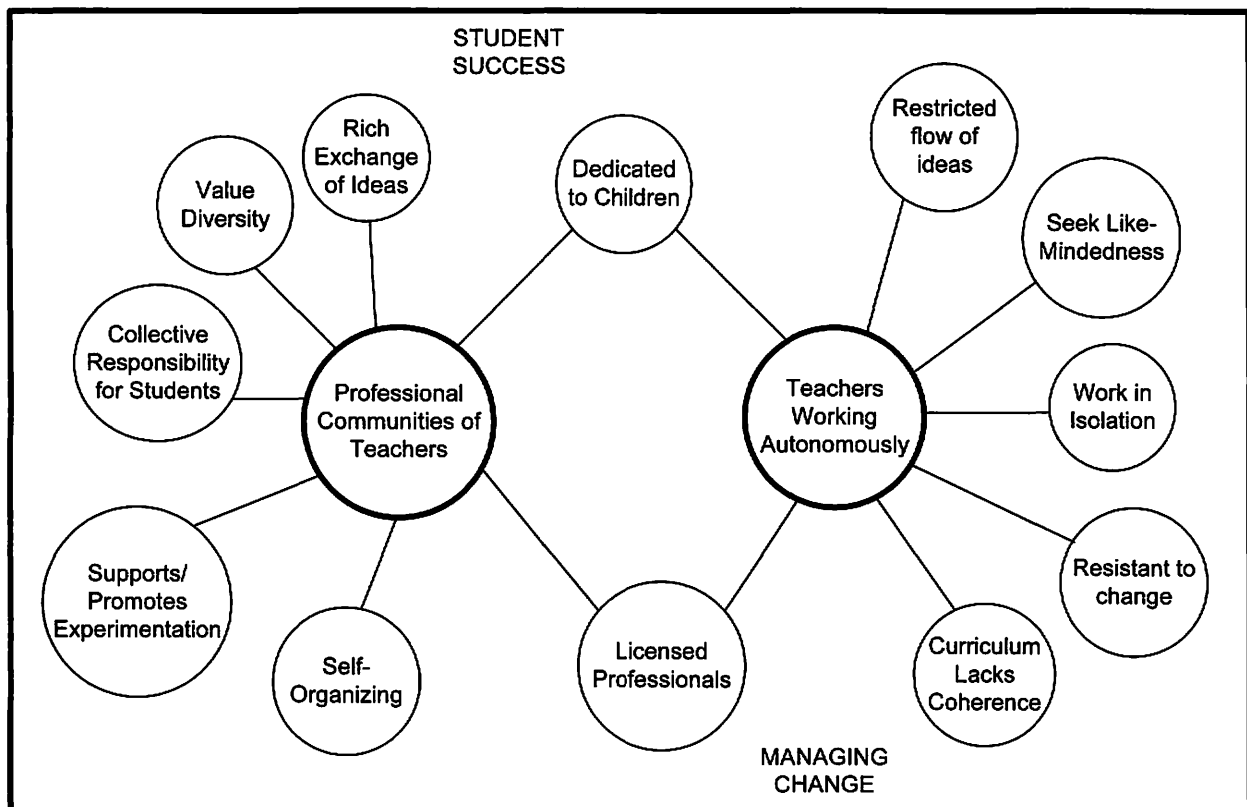 STUDENT
SUCCESS
Rich
Exchange
of Ideas
Value
Diversity
Dedicated
to Children
Restricted
flow of
ideas
Seek Like-
Mindedness
Collective
Responsibility
for Students
Professional
Communities of
Teachers
Teachers
Working
Autonomously
Work in
Isolation
Supports/
Promotes
Experimentation
Self-
Organizing
Licensed
Professionals
Curriculum
Lacks
Coherence
Resistant to
change
MANAGING
CHANGE